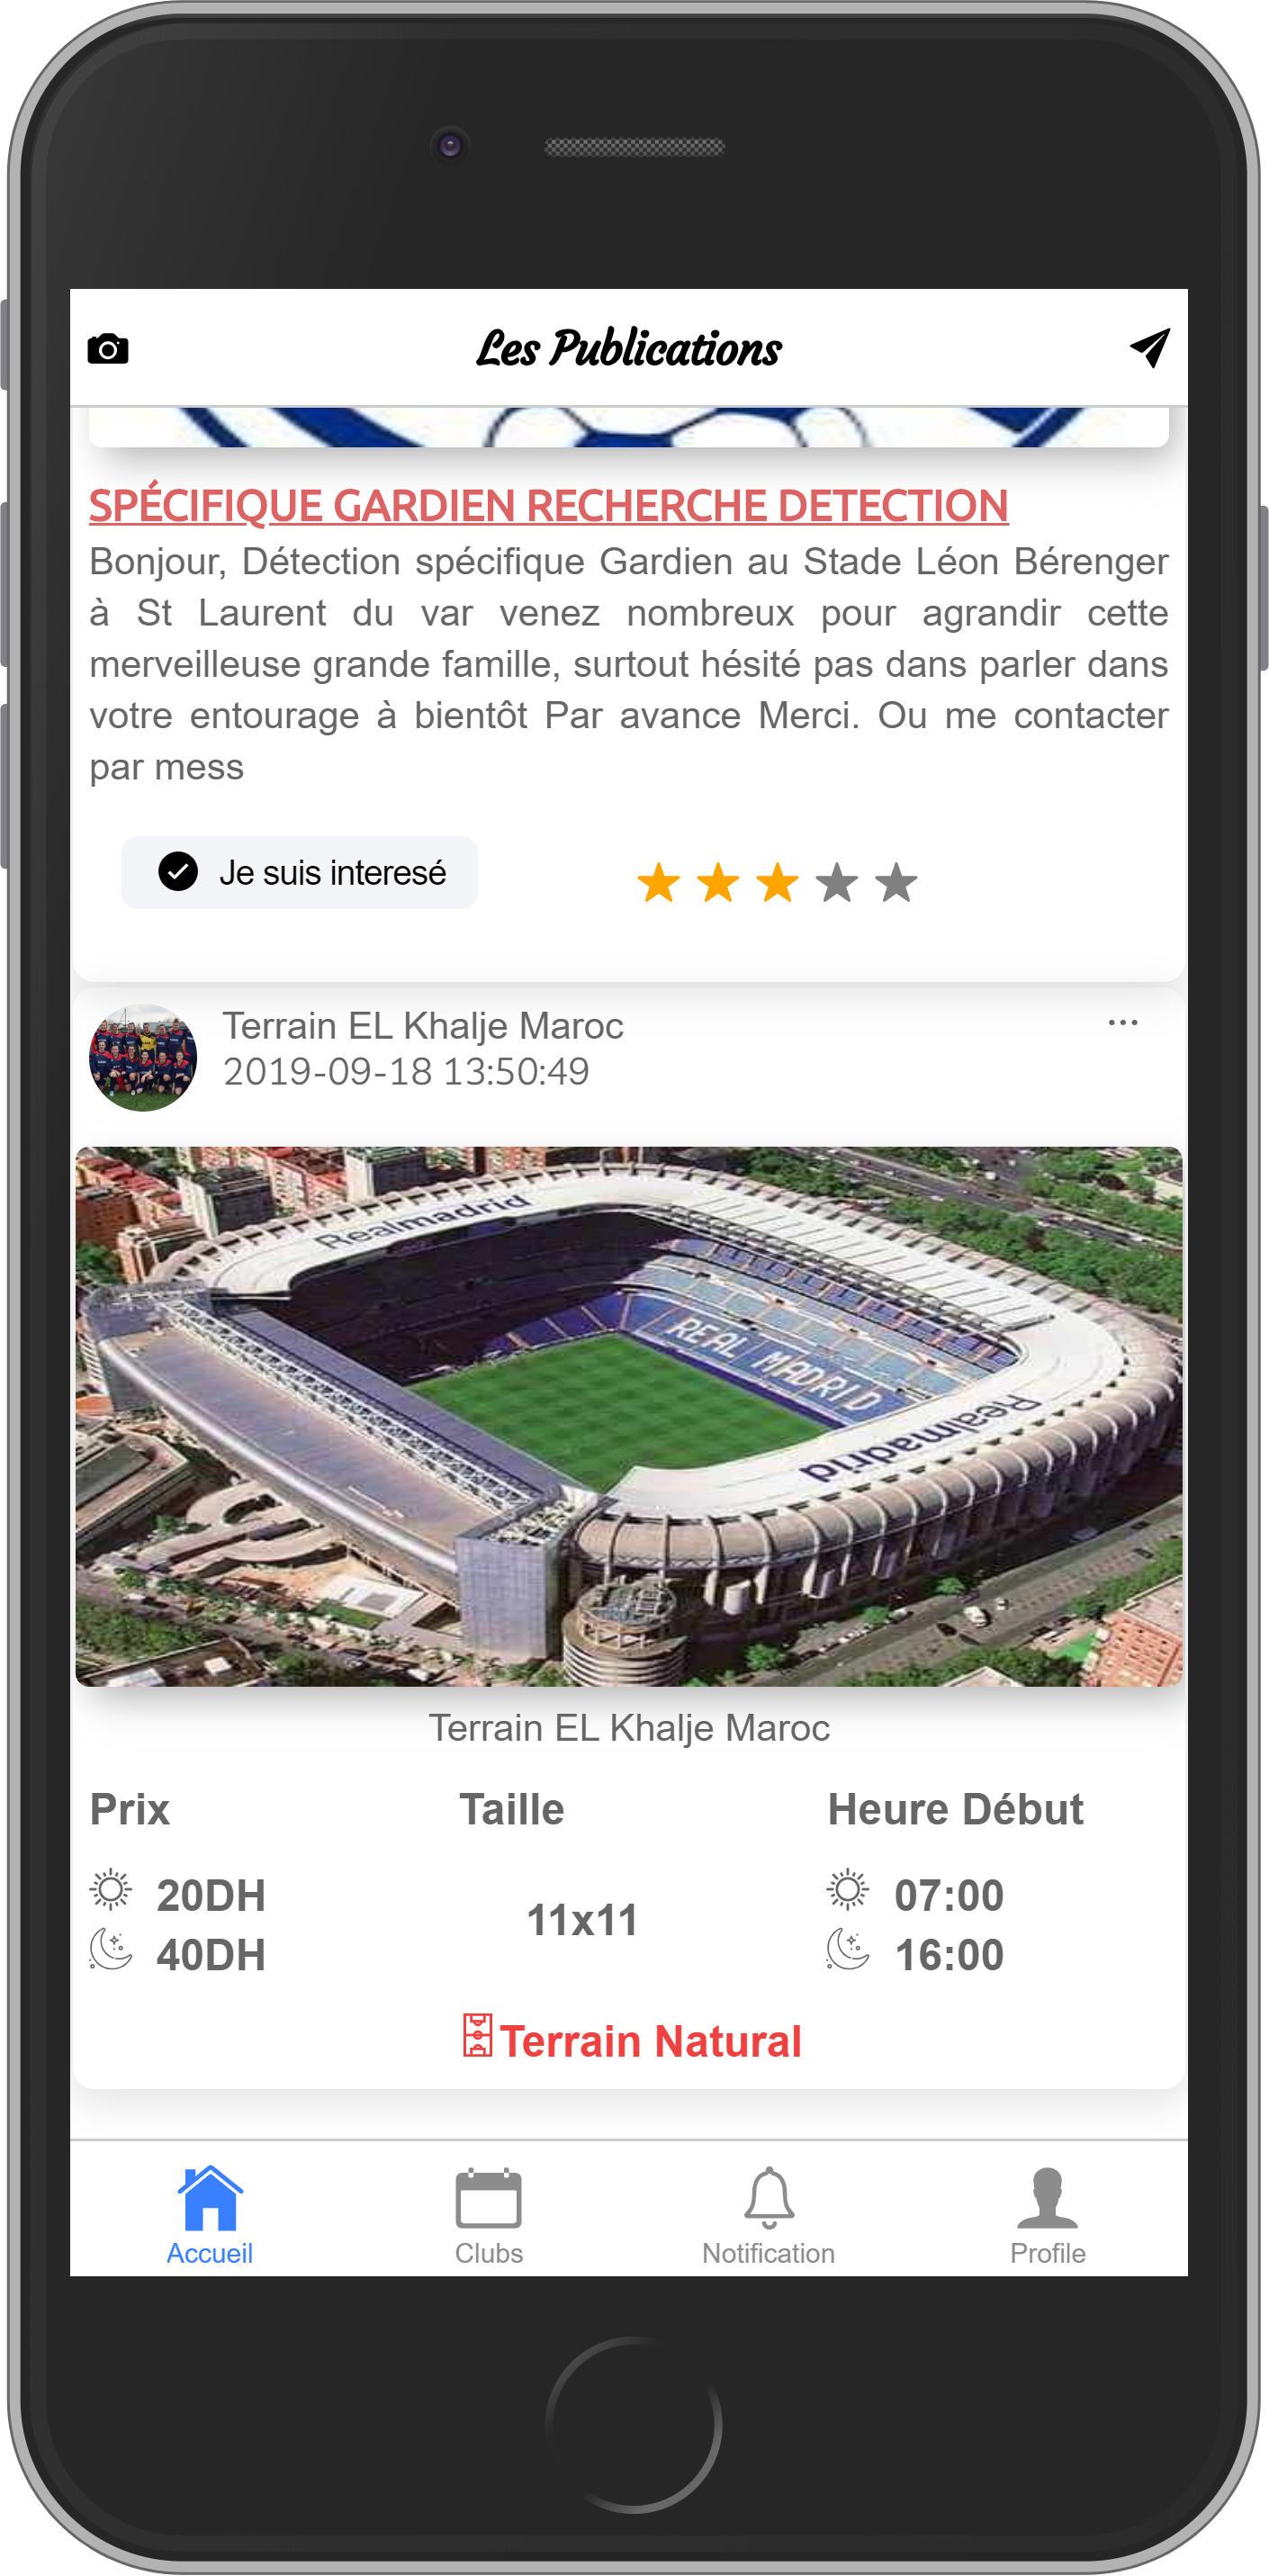 Les Publications
SPÉCIFIQUE GARDIEN RECHERCHE DETECTION
Bonjour, Détection spécifique Gardien au Stade Léon Bérenger
à St Laurent du var venez nombreux pour agrandir cette
merveilleuse grande famille, surtout hésité pas dans parler dans
votre entourage à bientôt Par avance Merci. Ou me contacter
par mess
Je suis interesé
Terrain EL Khalje Maroc
2019-09-18 13:50:49
Realmadrid
REAL MADRID
Realmadrid
Terrain EL Khalje Maroc
Prix Taille Heure Début
20DH 11x11 07:00
40DH 16:00
Terrain Natural
Accueil Clubs Notification Profile